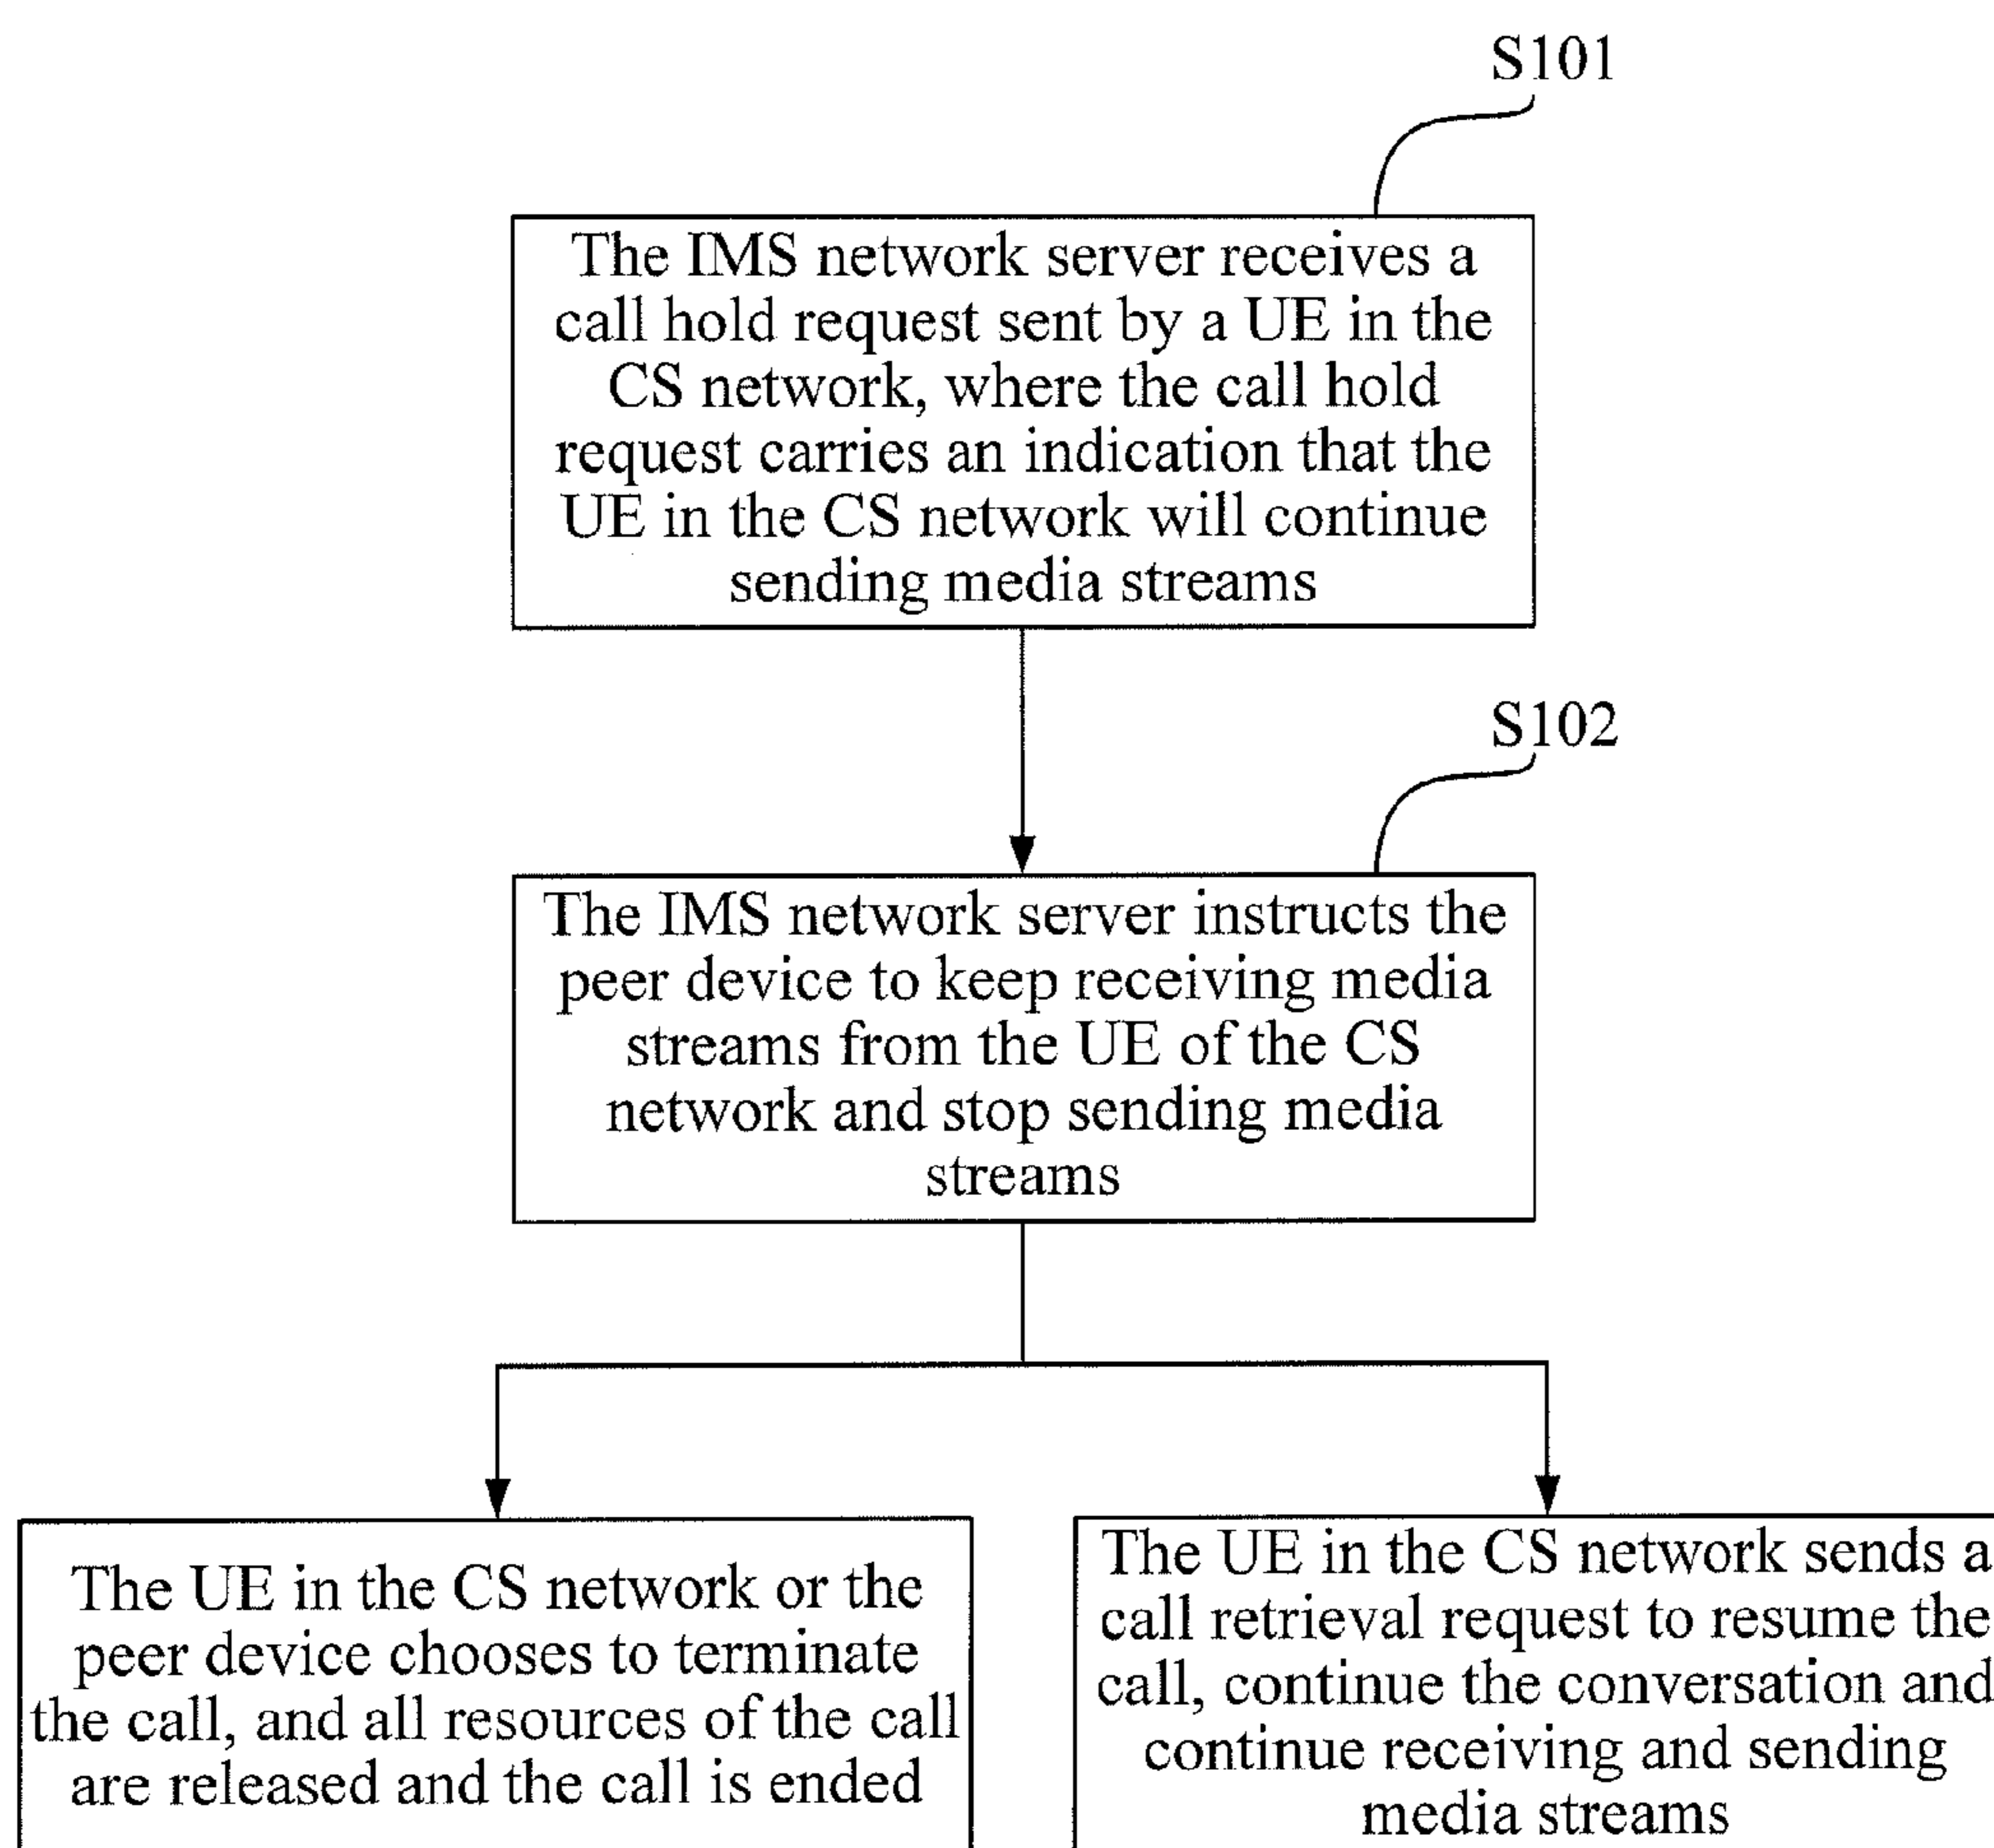 S101
The IMS network server receives a
call hold request sent by a UE in the
CS network, where the call hold
request carries an indication that the
UE in the CS network will continue
sending media streams
S102
The IMS network server instructs the
peer device to keep receiving media
streams from the UE of the CS
network and stop sending media
streams
The UE in the CS network or the
peer device chooses to terminate
the call, and all resources of the call
are released and the call is ended
The UE in the CS network sends a
call retrieval request to resume the
call, continue the conversation and
continue receiving and sending
media streams